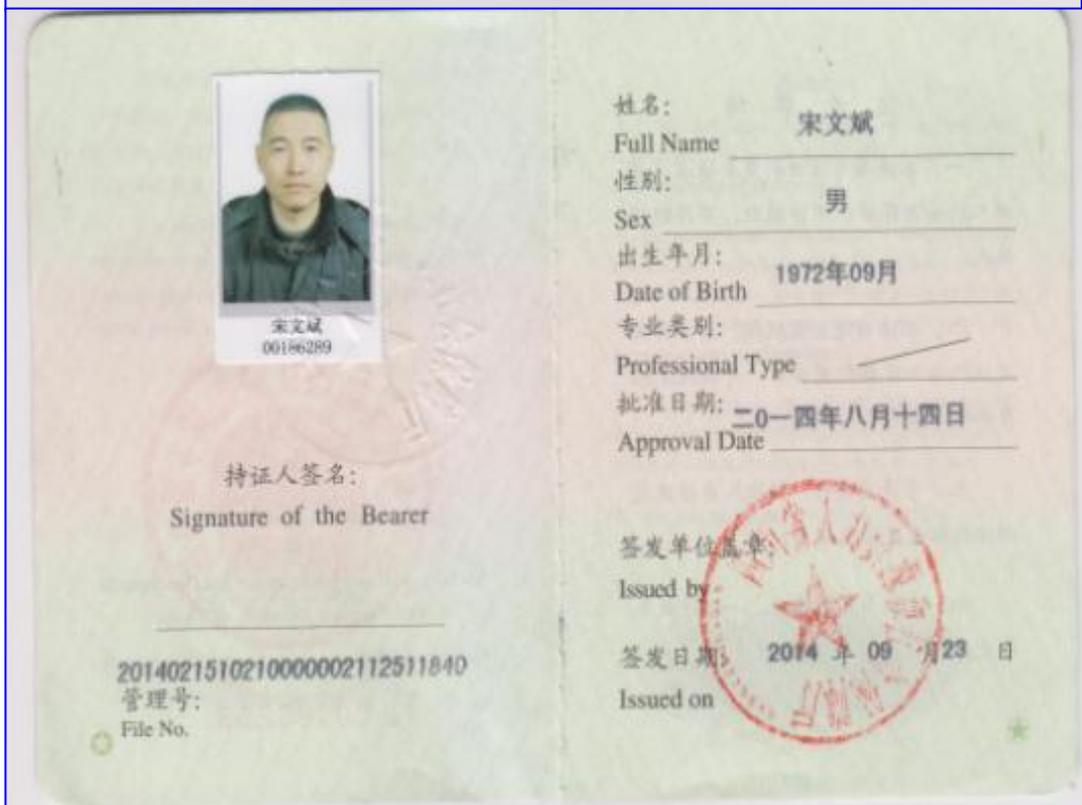 宋文斌
00186289
持证人签名:
Signature of the Bearer
2014021510210000002112511840
管理号:
File No.
姓名: 宋文斌
Full Name
性别: 男
Sex
出生年月: 1972年09月
Date of Birth
专业类别:
Professional Type
批准日期: 二0一四年八月十四日
Approval Date
签发单位盖章:
Issued by
签发日期: 2014 年 09 月 23 日
Issued on